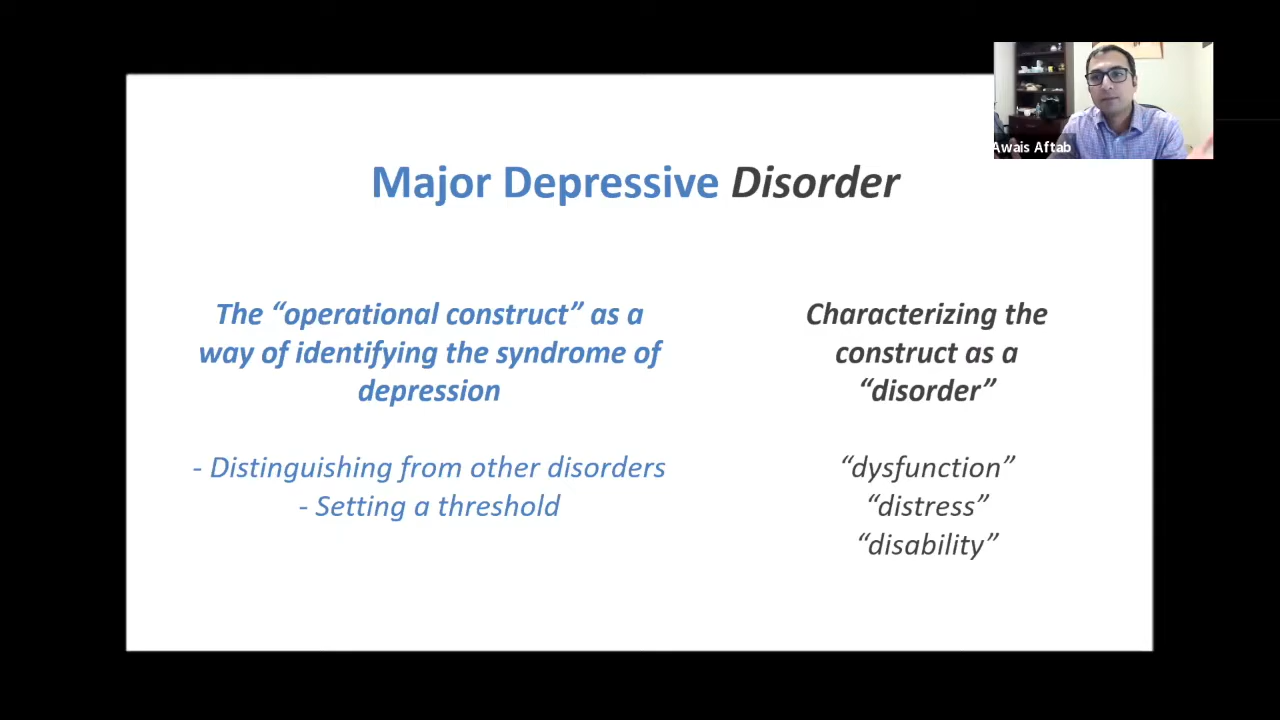 Awais Aftab
Major Depressive Disorder
The “operational construct” as a
way of identifying the syndrome of
depression
- Distinguishing from other disorders
- Setting a threshold
Characterizing the
construct as a
“disorder”
“dysfunction”
“distress”
“disability”